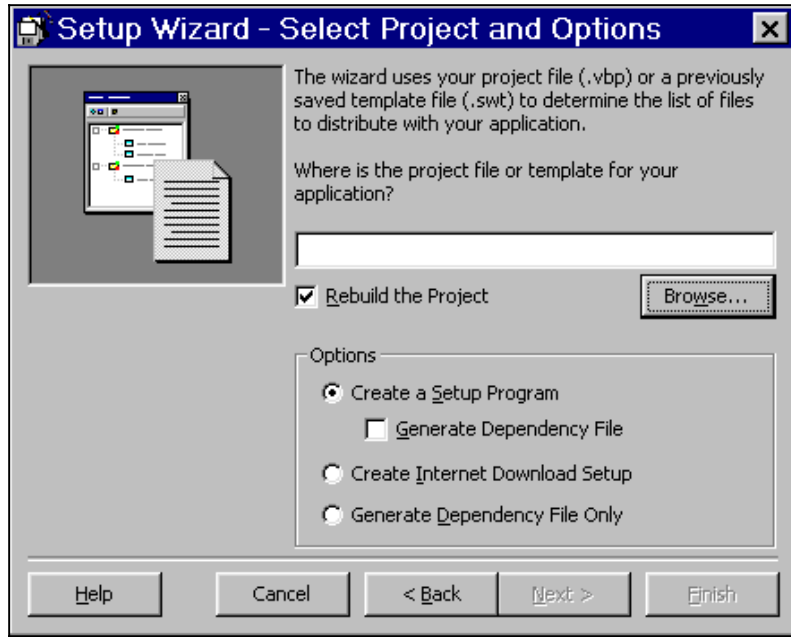 Setup Wizard - Select Project and Options
The wizard uses your project file (.vbp) or a previously
saved template file (.swt) to determine the list of files
to distribute with your application.
Where is the project file or template for your
application?
Rebuild the Project
Browse...
Options
Create a Setup Program
Generate Dependency File
Create Internet Download Setup
Generate Dependency File Only
Help
Cancel
< Back
Next >
Finish